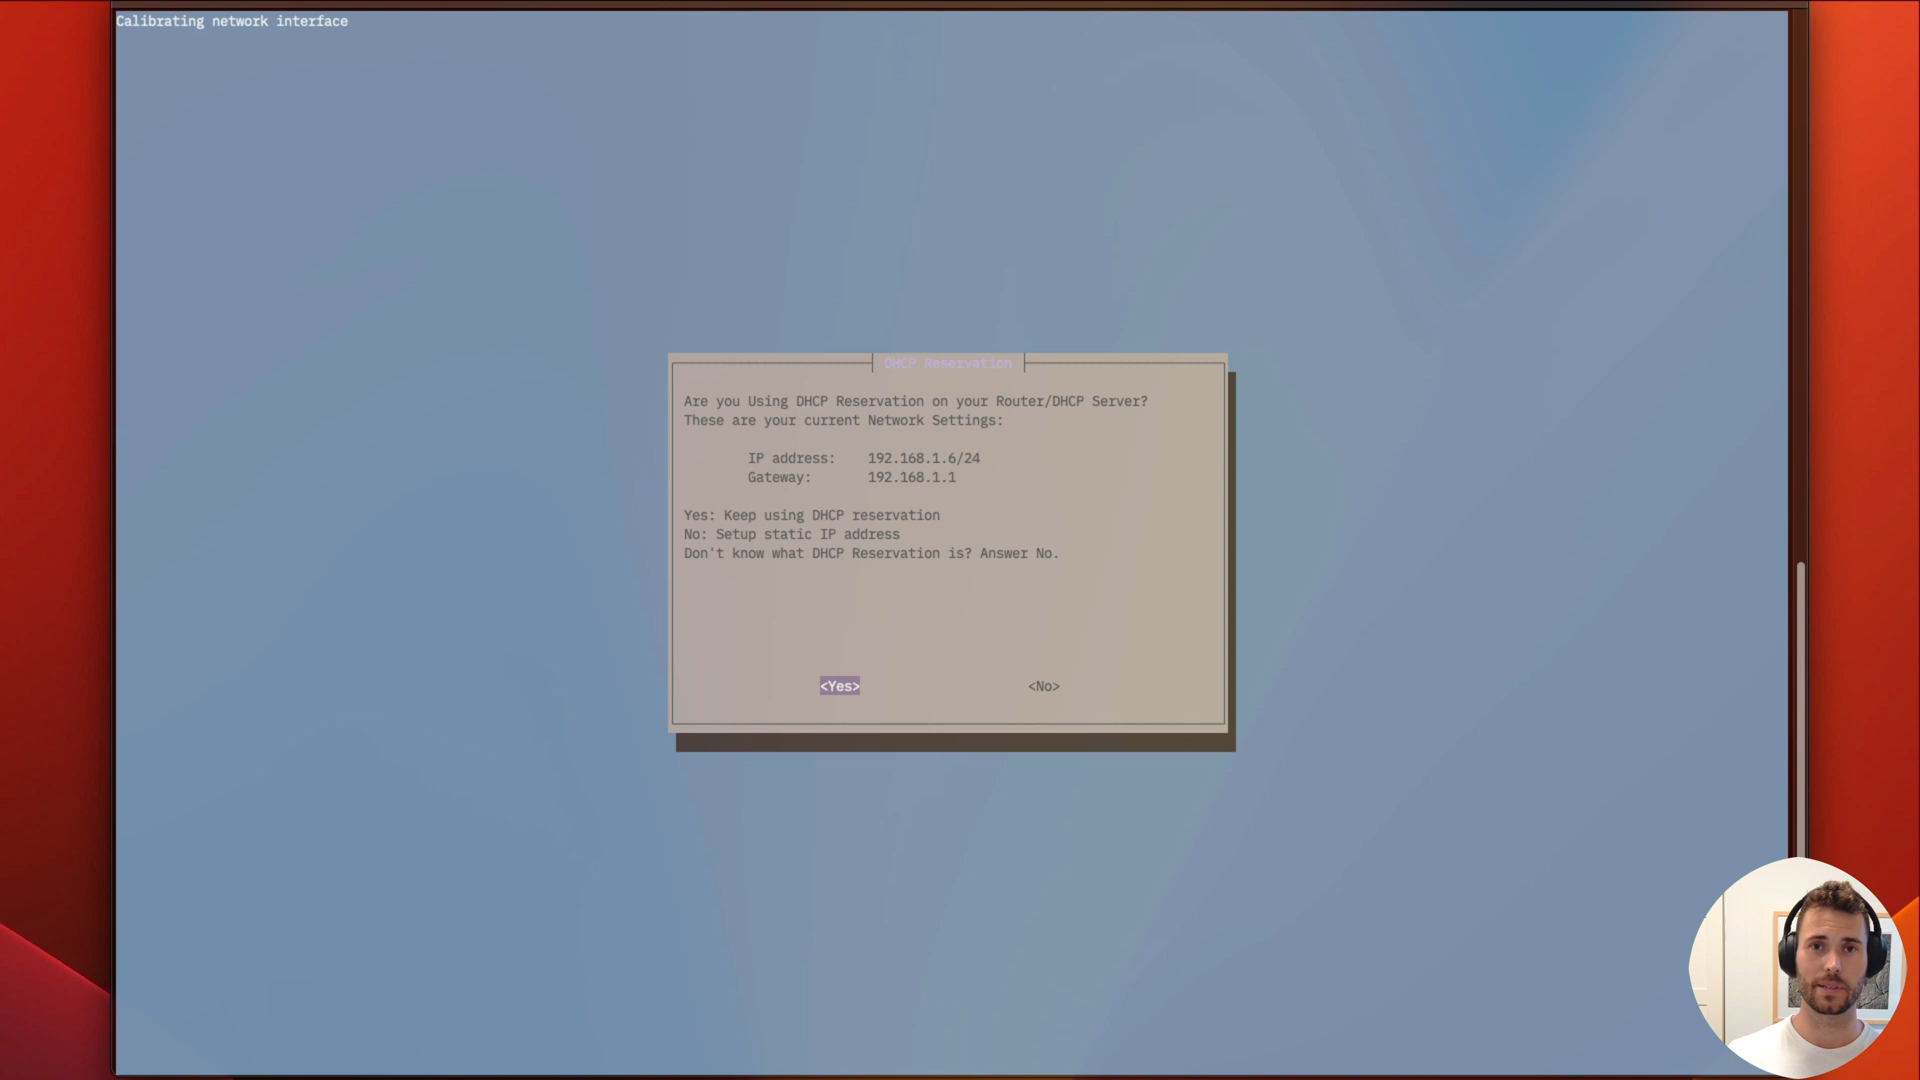 Calibrating network interface
DHCP Reservation
Are you Using DHCP Reservation on your Router/DHCP Server?
These are your current Network Settings:
IP address:    192.168.1.6/24
Gateway:       192.168.1.1
Yes: Keep using DHCP reservation
No: Setup static IP address
Don't know what DHCP Reservation is? Answer No.
<Yes>    <No>